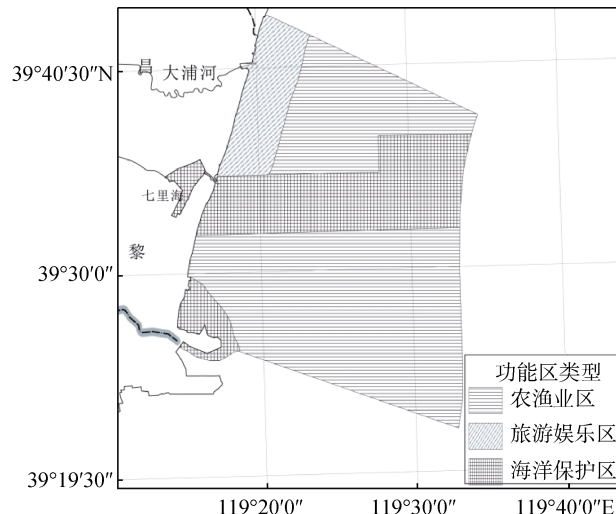 39°40′30″N
昌
大浦河
七里海
黎
39°30′0″
39°19′30″
功能区类型
农渔业区
旅游娱乐区
海洋保护区
119°20′0″
119°30′0″
119°40′0″E